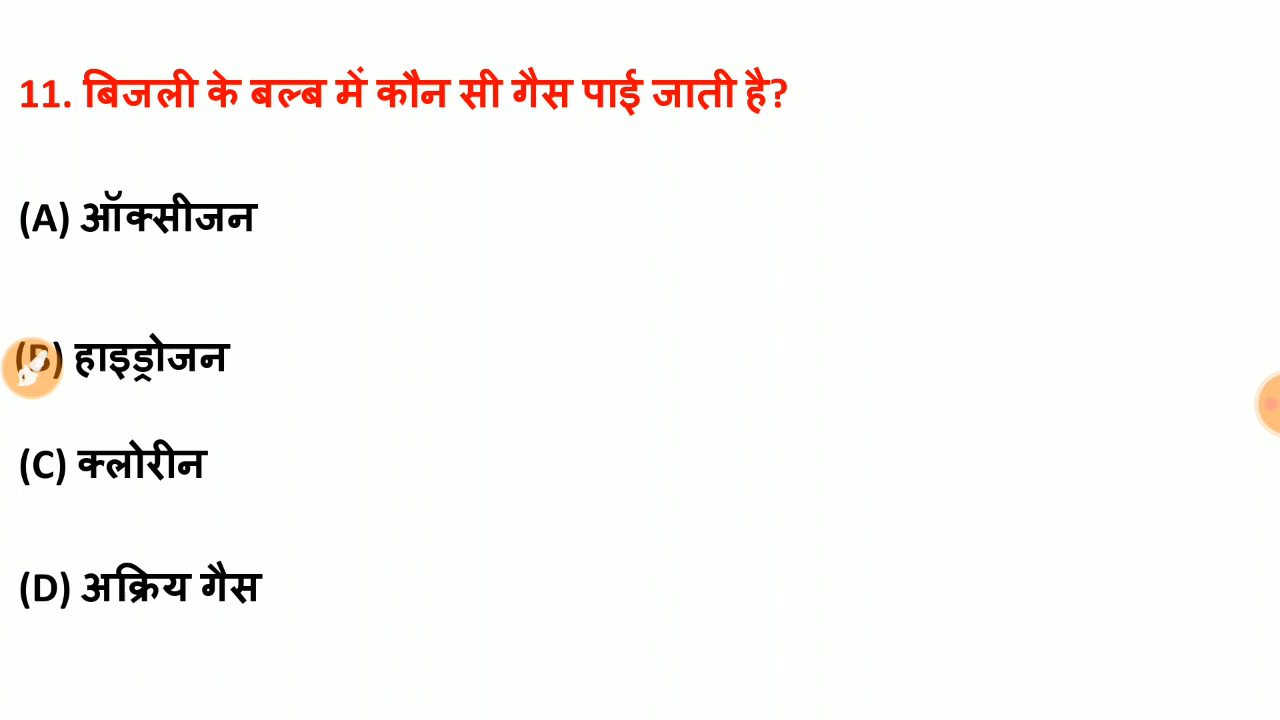 11. बिजली के बल्ब में कौन सी गैस पाई जाती है?
(A) ऑक्सीजन
(B) हाइड्रोजन
(C) क्लोरीन
(D) अक्रिय गैस